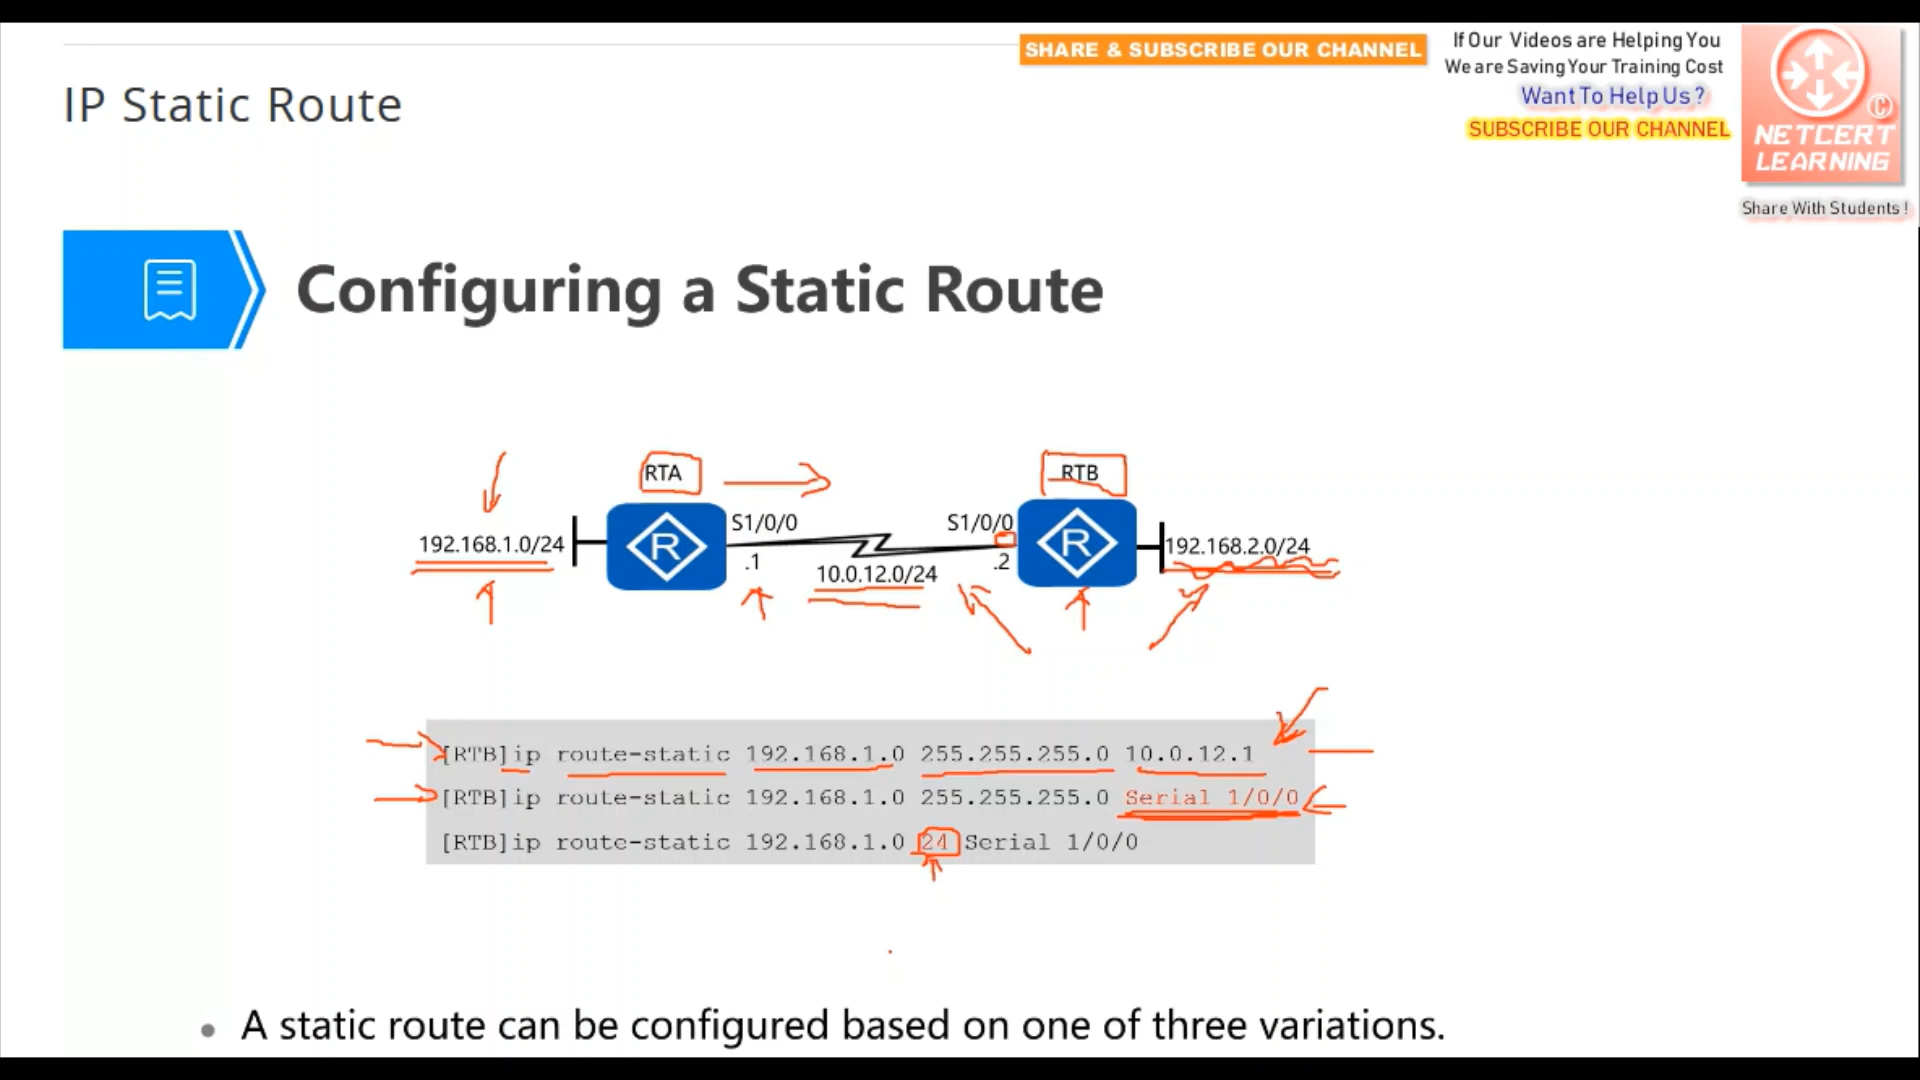 SHARE & SUBSCRIBE OUR CHANNEL
If Our Videos are Helping You
We are Saving Your Training Cost
Want To Help Us ?
SUBSCRIBE OUR CHANNEL
©
NETCERT
LEARNING
Share With Students !
IP Static Route
Configuring a Static Route
RTA
RTB
S1/0/0
S1/0/0
192.168.1.0/24
R
R
192.168.2.0/24
.1
10.0.12.0/24
.2
[RTB]ip route-static 192.168.1.0 255.255.255.0 10.0.12.1
[RTB]ip route-static 192.168.1.0 255.255.255.0 Serial 1/0/0
[RTB]ip route-static 192.168.1.0 24 Serial 1/0/0
• A static route can be configured based on one of three variations.